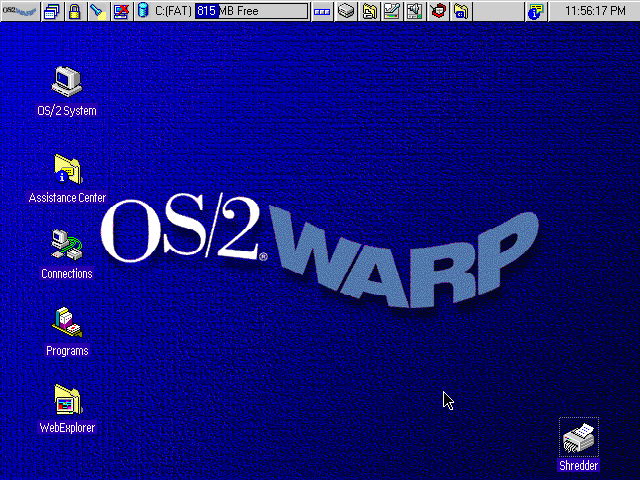 OS/2 WARP
C:(FAT) 815 MB Free
11:56:17 PM
OS/2 System
Assistance Center
OS/2® WARP
Connections
Programs
WebExplorer
Shredder